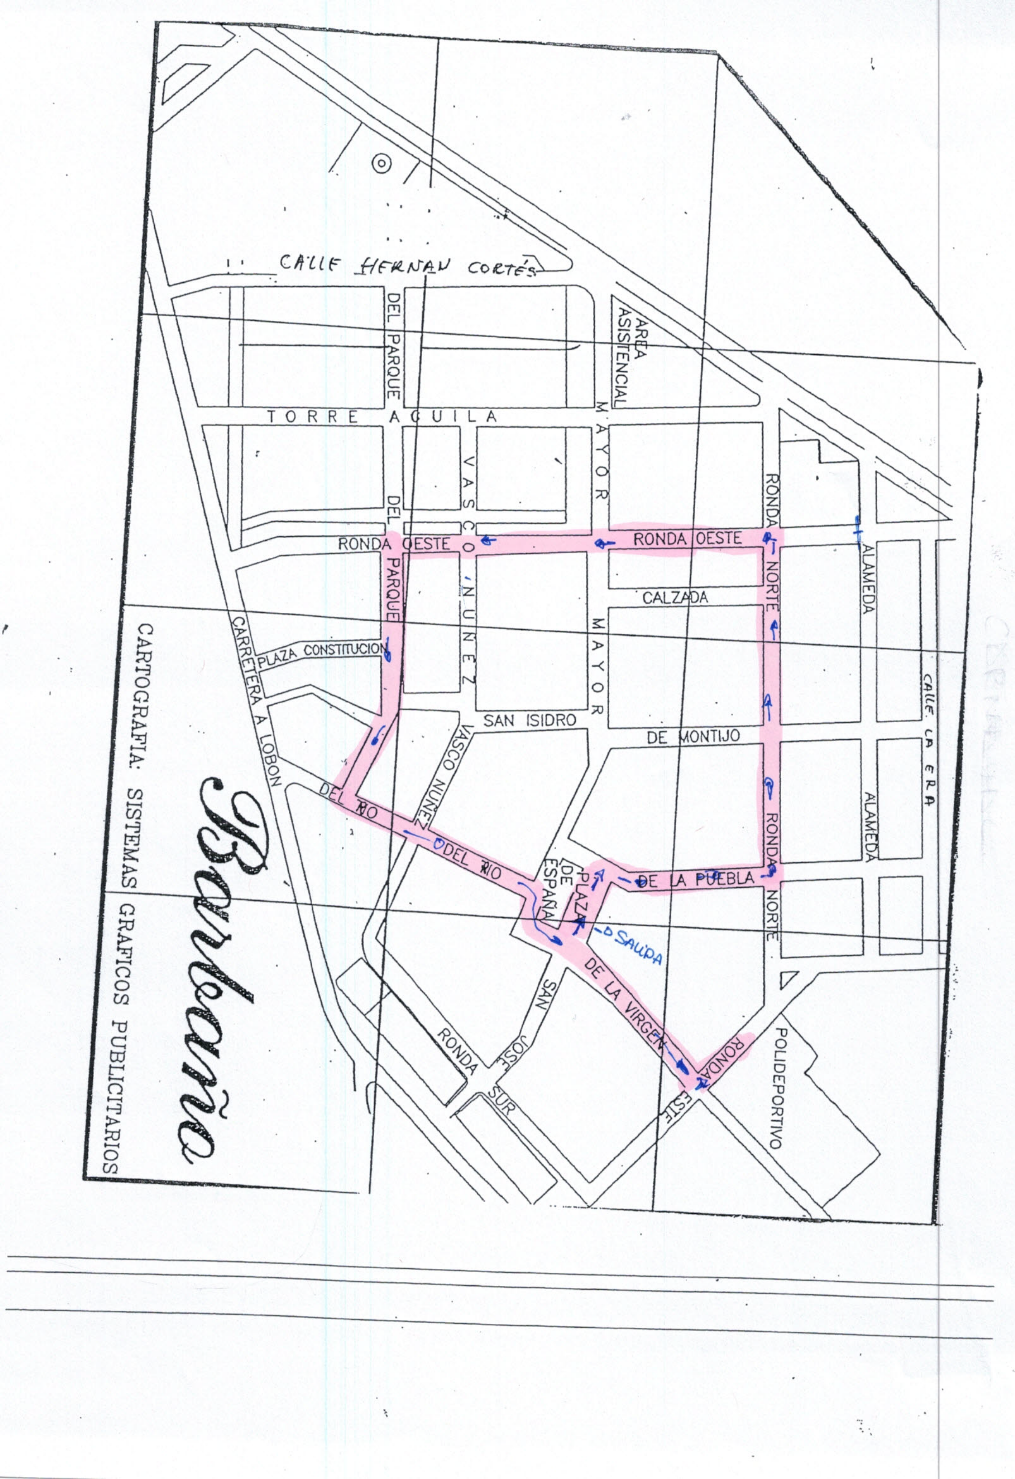 CALLE HERNAN CORTÉS
DEL PARQUE
AREA
ASISTENCIAL
TORRE AGUILA
MAYOR
VASCO NUÑEZ
RONDA NORTE
DEL PARQUE
RONDA OESTE
RONDA OESTE
ALAMEDA
CALZADA
PLAZA CONSTITUCION
MAYOR
CARRETERA A LOBON
CALLE LA ERA
SAN ISIDRO
DE MONTIJO
VASCO NUÑEZ
DEL RIO
DEL RIO
ALAMEDA
RONDA NORTE
DE LA PUEBLA
PLAZA
DE
ESPAÑA
SALIDA
DE LA VIRGEN
SAN JOSE
RONDA SUR
RONDA ESTE
POLIDEPORTIVO
Barbaño
CARTOGRAFIA: SISTEMAS GRAFICOS PUBLICITARIOS